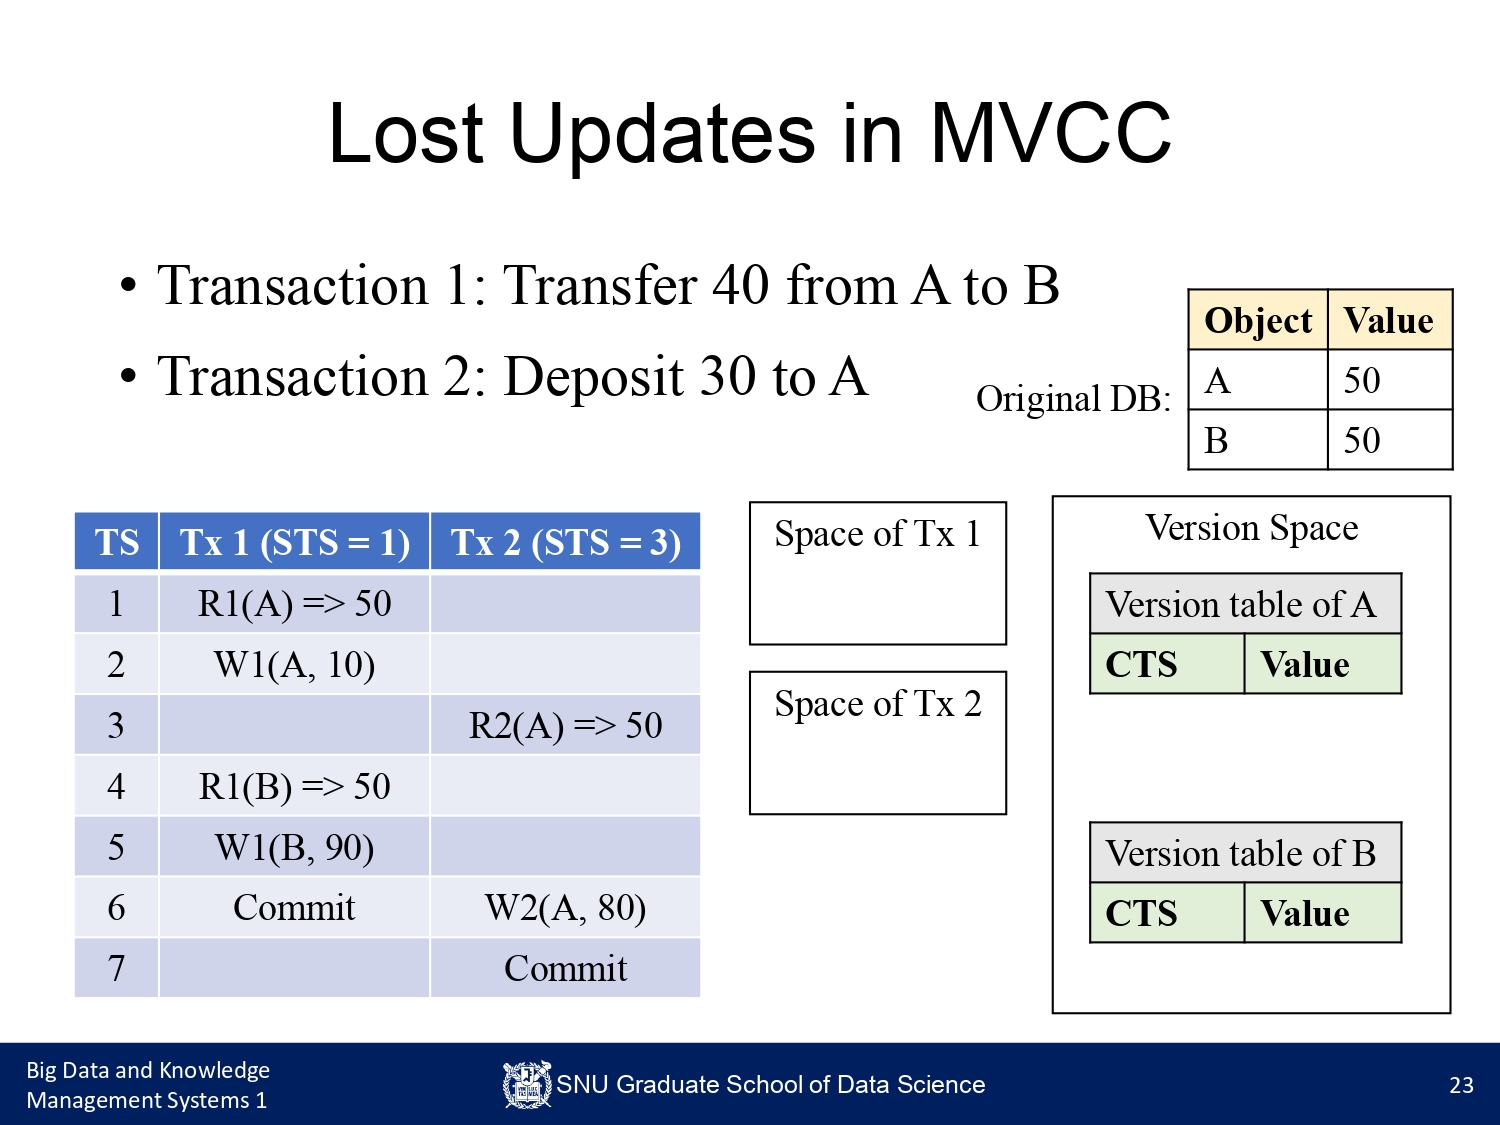 Lost Updates in MVCC
• Transaction 1: Transfer 40 from A to B
• Transaction 2: Deposit 30 to A
Original DB:
Object Value
A 50
B 50
TS Tx 1 (STS = 1) Tx 2 (STS = 3)
1 R1(A) => 50
2 W1(A, 10)
3 R2(A) => 50
4 R1(B) => 50
5 W1(B, 90)
6 Commit W2(A, 80)
7 Commit
Space of Tx 1
Space of Tx 2
Version Space
Version table of A
CTS Value
Version table of B
CTS Value
Big Data and Knowledge
Management Systems 1
SNU Graduate School of Data Science
23